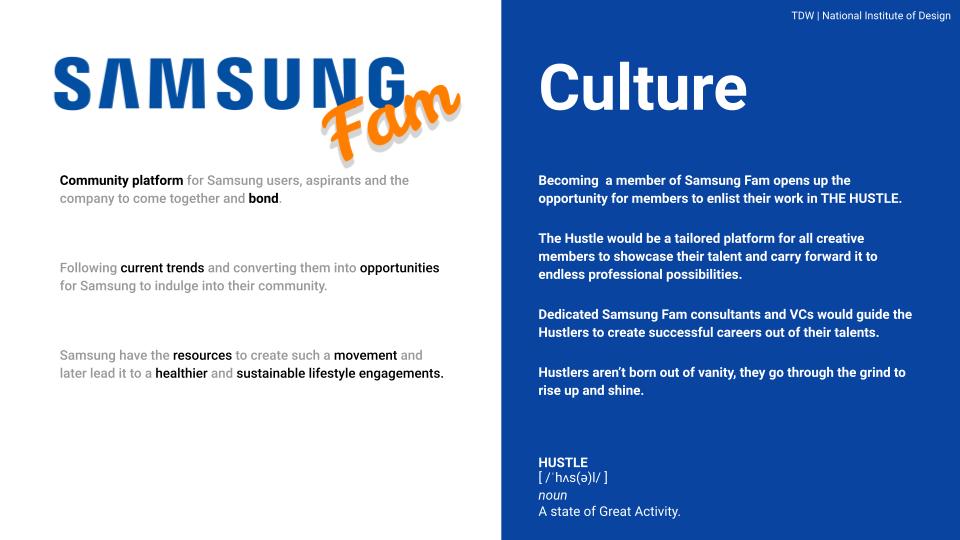 TDW | National Institute of Design
SAMSUNG
Fam
Community platform for Samsung users, aspirants and the
company to come together and bond.
Following current trends and converting them into opportunities
for Samsung to indulge into their community.
Samsung have the resources to create such a movement and
later lead it to a healthier and sustainable lifestyle engagements.
Culture
Becoming  a member of Samsung Fam opens up the
opportunity for members to enlist their work in THE HUSTLE.
The Hustle would be a tailored platform for all creative
members to showcase their talent and carry forward it to
endless professional possibilities.
Dedicated Samsung Fam consultants and VCs would guide the
Hustlers to create successful careers out of their talents.
Hustlers aren’t born out of vanity, they go through the grind to
rise up and shine.
HUSTLE
[ /ˈhʌs(ə)l/ ]
noun
A state of Great Activity.